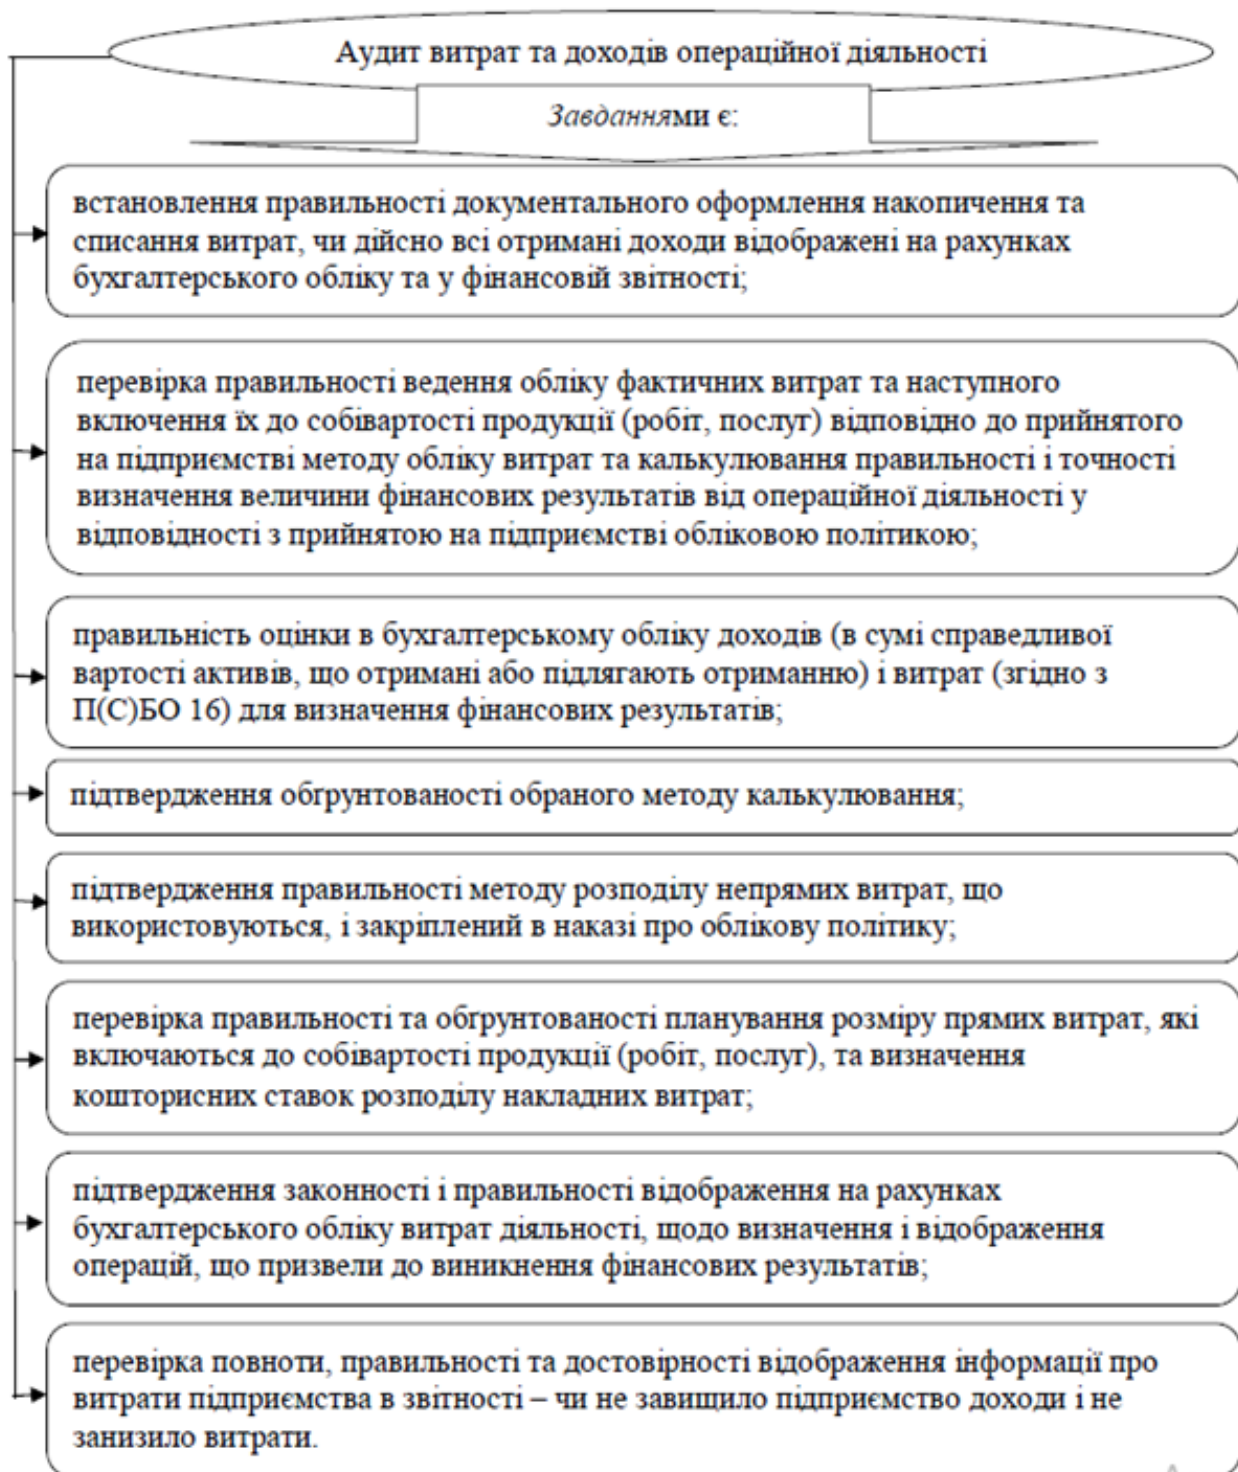 Аудит витрат та доходів операційної діяльності
Завданнями є:
встановлення правильності документального оформлення накопичення та
списання витрат, чи дійсно всі отримані доходи відображені на рахунках
бухгалтерського обліку та у фінансовій звітності;
перевірка правильності ведення обліку фактичних витрат та наступного
включення їх до собівартості продукції (робіт, послуг) відповідно до прийнятого
на підприємстві методу обліку витрат та калькулювання правильності і точності
визначення величини фінансових результатів від операційної діяльності у
відповідності з прийнятою на підприємстві обліковою політикою;
правильність оцінки в бухгалтерському обліку доходів (в сумі справедливої
вартості активів, що отримані або підлягають отриманню) і витрат (згідно з
П(С)БО 16) для визначення фінансових результатів;
підтвердження обґрунтованості обраного методу калькулювання;
підтвердження правильності методу розподілу непрямих витрат, що
використовуються, і закріплений в наказі про облікову політику;
перевірка правильності та обґрунтованості планування розміру прямих витрат, які
включаються до собівартості продукції (робіт, послуг), та визначення
кошторисних ставок розподілу накладних витрат;
підтвердження законності і правильності відображення на рахунках
бухгалтерського обліку витрат діяльності, щодо визначення і відображення
операцій, що призвели до виникнення фінансових результатів;
перевірка повноти, правильності та достовірності відображення інформації про
витрати підприємства в звітності – чи не завищило підприємство доходи і не
занизило витрати.